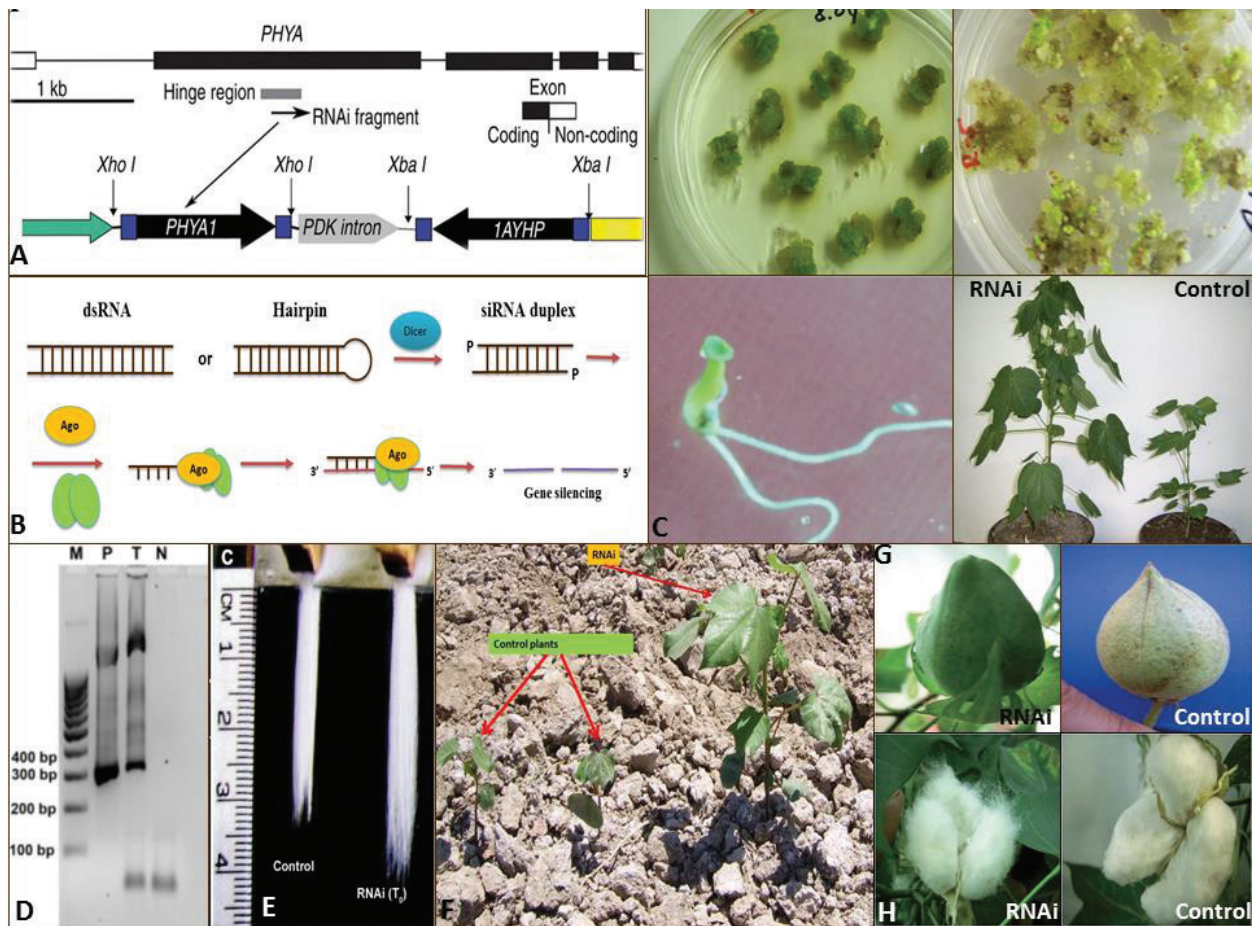 PHYA
1 kb
Hinge region
RNAi fragment
Exon
Coding
Non-coding
Xho I
Xho I
Xba I
Xba I
PHYA1
PDK intron
1AYHP
A
dsRNA
Hairpin
siRNA duplex
or
Dicer
P
P
Ago
Ago
Ago
3' 5'
3' 5'
Gene silencing
B
RNAi
Control
C
M P T N
400 bp
300 bp
200 bp
100 bp
D
C
CM
1
2
3
4
Control
RNAi (T0)
E
RNAi
Control plants
F
G
RNAi
Control
H
RNAi
Control